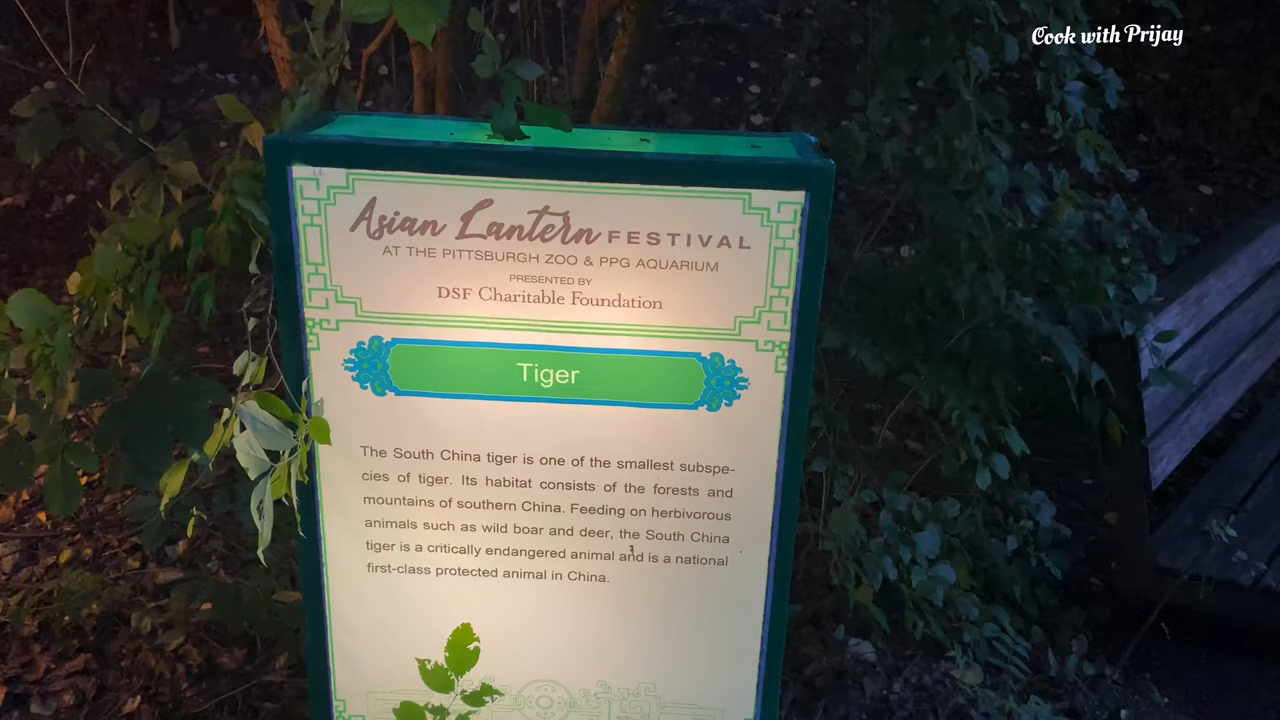 Cook with Prijay
Asian Lantern FESTIVAL
AT THE PITTSBURGH ZOO & PPG AQUARIUM
PRESENTED BY
DSF Charitable Foundation
Tiger
The South China tiger is one of the smallest subspe-
cies of tiger. Its habitat consists of the forests and
mountains of southern China. Feeding on herbivorous
animals such as wild boar and deer, the South China
tiger is a critically endangered animal and is a national
first-class protected animal in China.